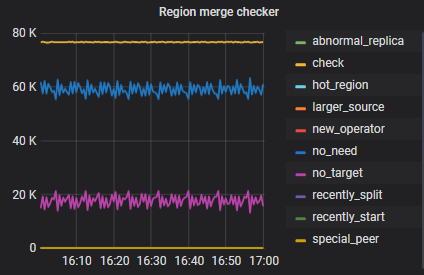 Region merge checker
80 K
60 K
40 K
20 K
0
16:10 16:20 16:30 16:40 16:50 17:00
abnormal_replica
check
hot_region
larger_source
new_operator
no_need
no_target
recently_split
recently_start
special_peer